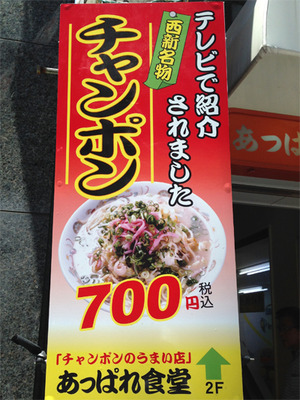 テレビで紹介
されました
西新名物
チャンポン
700円
税込
「チャンポンのうまい店」
あっぱれ食堂
2F
あっぱ